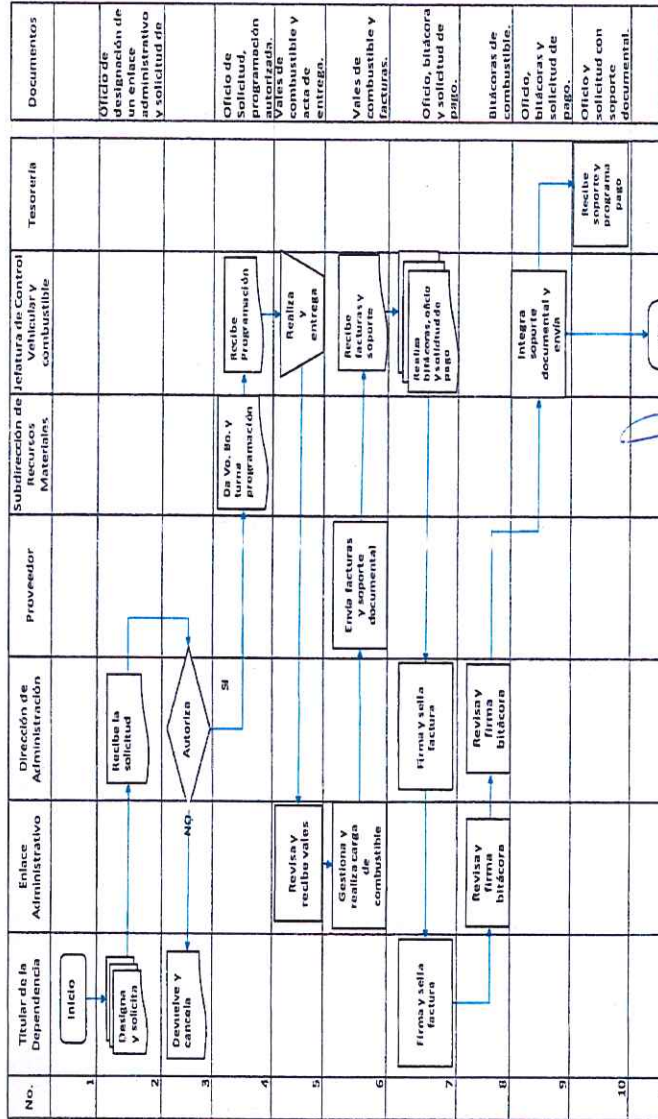 No.
Titular de la
Dependencia
Enlace
Administrativo
Dirección de
Administración
Proveedor
Subdirección de
Recursos
Materiales
Jefatura de Control
Vehicular y
combustible
Tesorería
Documentos
1
Inicio
2
Designa
y solicita
Recibe la
solicitud
Oficio de
designación de
un enlace
administrativo
y solicitud de
3
Devuelve y
cancela
NO
Autoriza
SI
4
Da Vo. Bo. y
turna
programación
Recibe
Programación
Oficio de
Solicitud,
programación
autorizada.
5
Revisa y
recibe vales
Realiza
y
entrega
Vales de
combustible y
acta de
entrega.
6
Gestiona y
realiza carga
de
combustible
Envía facturas
y soporte
documental
Recibe
facturas y
soporte
Vales de
combustible y
facturas.
7
Firma y sella
factura
Firma y sella
factura
Realiza
bitácoras, oficio
y solicitud de
pago
Oficio, bitácora
y solicitud de
pago.
8
Revisa y
firma
bitácora
Revisa y
firma
bitácora
Bitácoras de
combustible.
9
Integra
soporte
documental y
envía
Oficio,
bitácoras y
solicitud de
pago.
10
Recibe
soporte y
programa
pago
Oficio y
solicitud con
soporte
documental.